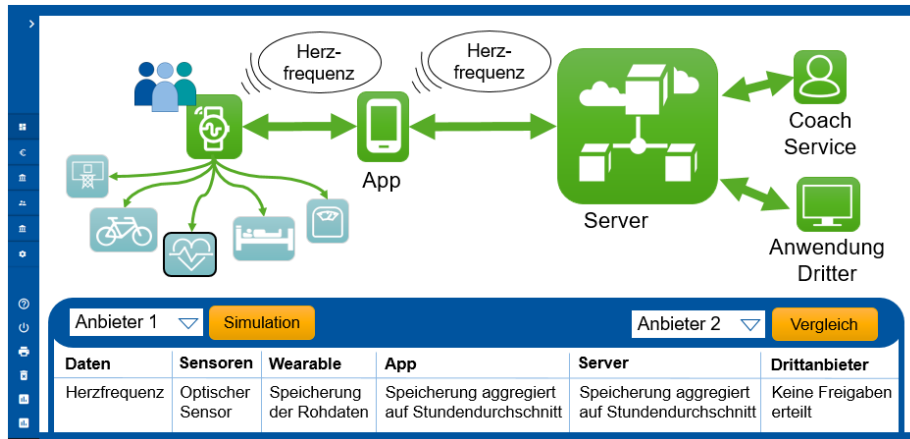 Herz-
frequenz
Herz-
frequenz
App
Server
Coach
Service
Anwendung
Dritter
Anbieter 1
Simulation
Anbieter 2
Vergleich
Daten Sensoren Wearable App Server Drittanbieter
Herzfrequenz Optischer Speicherung Speicherung aggregiert Speicherung aggregiert Keine Freigaben
Sensor der Rohdaten auf Stundendurchschnitt auf Stundendurchschnitt erteilt